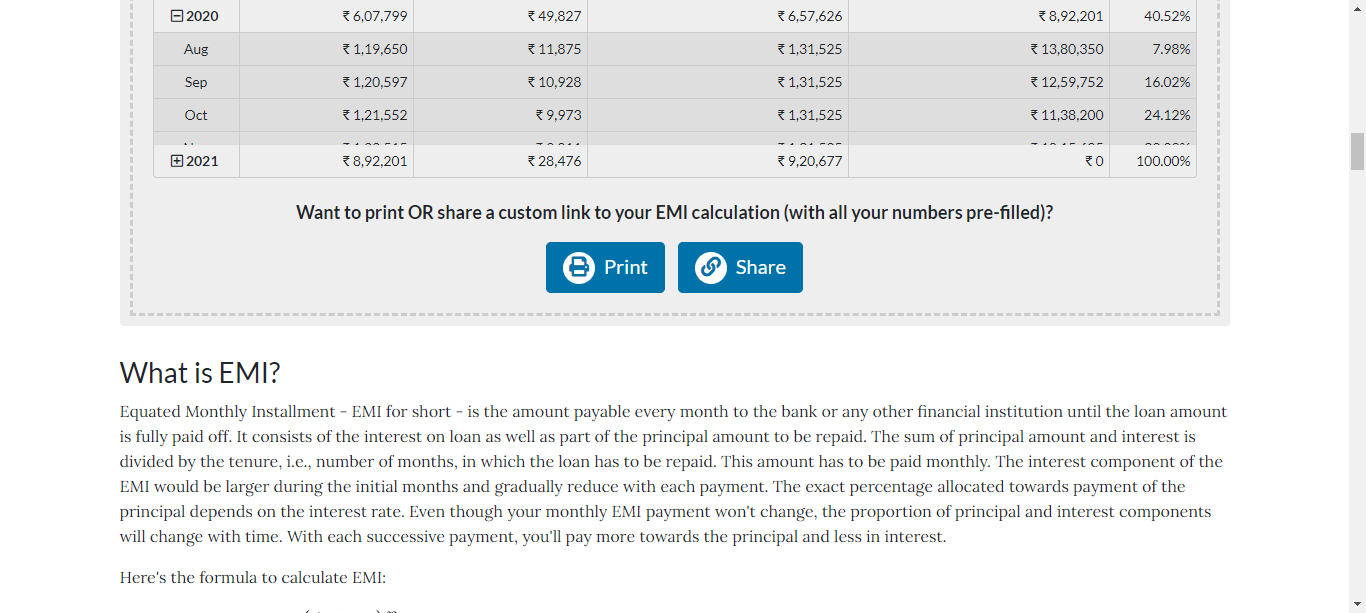 2020 ₹ 6,07,799 ₹ 49,827 ₹ 6,57,626 ₹ 8,92,201 40.52%
Aug ₹ 1,19,650 ₹ 11,875 ₹ 1,31,525 ₹ 13,80,350 7.98%
Sep ₹ 1,20,597 ₹ 10,928 ₹ 1,31,525 ₹ 12,59,752 16.02%
Oct ₹ 1,21,552 ₹ 9,973 ₹ 1,31,525 ₹ 11,38,200 24.12%
2021 ₹ 8,92,201 ₹ 28,476 ₹ 9,20,677 ₹ 0 100.00%
Want to print OR share a custom link to your EMI calculation (with all your numbers pre-filled)?
Print Share
What is EMI?
Equated Monthly Installment - EMI for short - is the amount payable every month to the bank or any other financial institution until the loan amount
is fully paid off. It consists of the interest on loan as well as part of the principal amount to be repaid. The sum of principal amount and interest is
divided by the tenure, i.e., number of months, in which the loan has to be repaid. This amount has to be paid monthly. The interest component of the
EMI would be larger during the initial months and gradually reduce with each payment. The exact percentage allocated towards payment of the
principal depends on the interest rate. Even though your monthly EMI payment won't change, the proportion of principal and interest components
will change with time. With each successive payment, you'll pay more towards the principal and less in interest.
Here's the formula to calculate EMI: